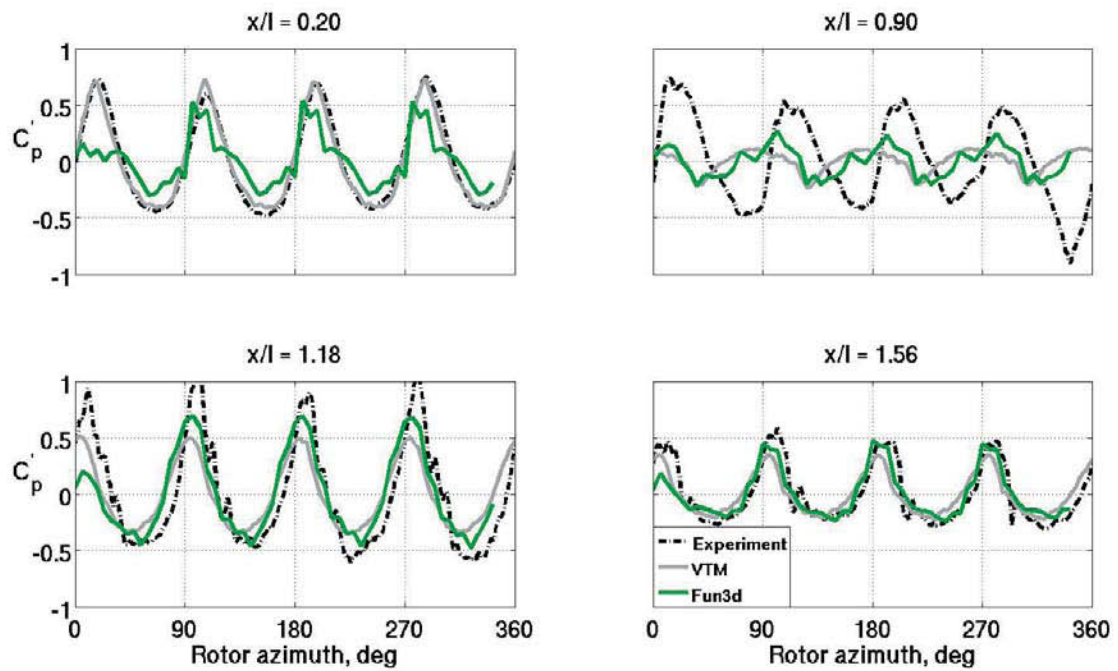 x/l = 0.20
x/l = 0.90
1
0.5
0
-0.5
-1
C'p
x/l = 1.18
x/l = 1.56
1
0.5
0
-0.5
-1
C'p
Experiment
VTM
Fun3d
0 90 180 270 360
0 90 180 270 360
Rotor azimuth, deg
Rotor azimuth, deg